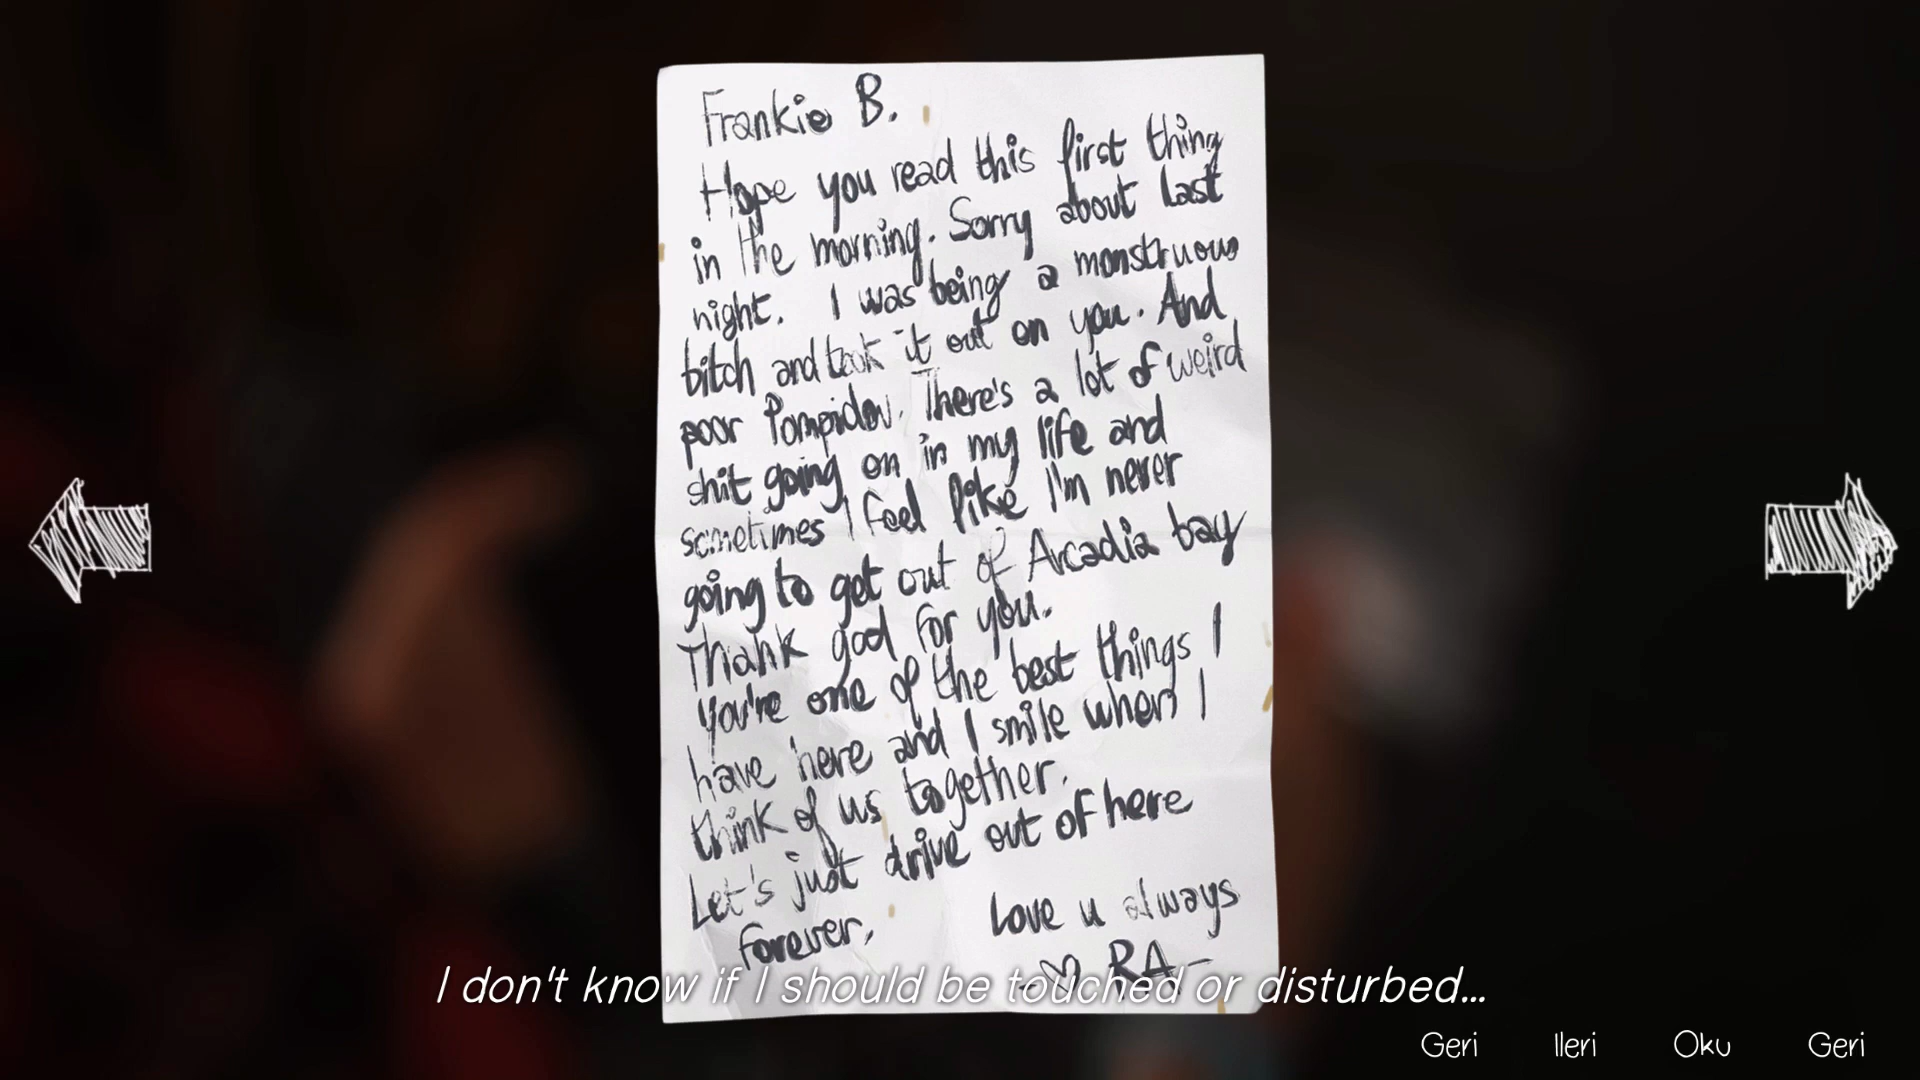 Frankie B.
Hope you read this first thing
in the morning. Sorry about last
night. I was being a monstruous
bitch and took it out on you. And
poor Pompidou. There's a lot of weird
shit going on in my life and
sometimes I feel like I'm never
going to get out of Arcadia bay
Thank god for you.
You're one of the best things I
have here and I smile when I
think of us together.
Let's just drive out of here
forever,
Love u always
- ♡ RA -
I don't know if I should be touched or disturbed...
Geri Ileri Oku Geri